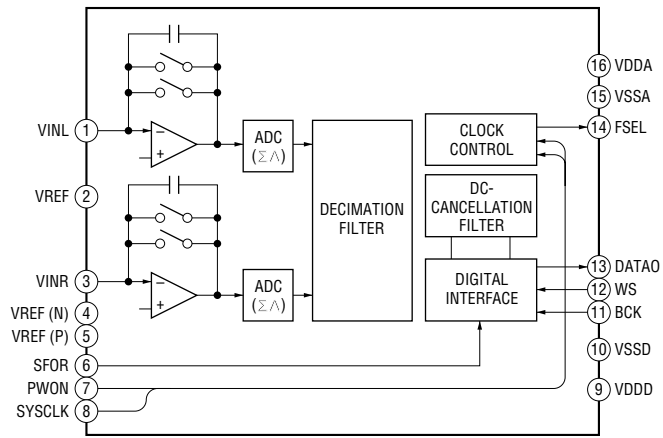 16 VDDA
15 VSSA
VINL 1
ADC
(ΣΛ)
CLOCK
CONTROL
14 FSEL
VREF 2
DECIMATION
FILTER
DC-
CANCELLATION
FILTER
VINR 3
ADC
(ΣΛ)
DIGITAL
INTERFACE
13 DATAO
12 WS
11 BCK
VREF (N) 4
VREF (P) 5
10 VSSD
SFOR 6
PWON 7
9 VDDD
SYSCLK 8
− 
+
−
+